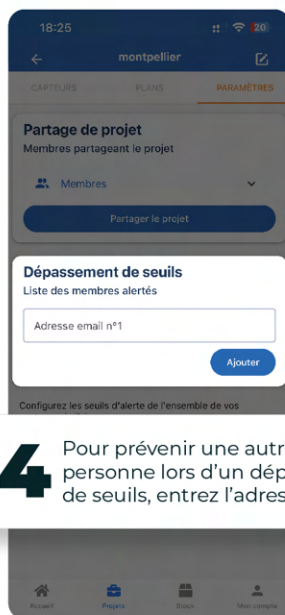 18:25
20
montpellier
CAPTEURS PLANS PARAMÈTRES
Partage de projet
Membres partageant le projet
Membres
Partager le projet
Dépassement de seuils
Liste des membres alertés
Adresse email n°1
Ajouter
Configurez les seuils d'alerte de l'ensemble de vos
4
Pour prévenir une autr
personne lors d'un dép
de seuils, entrez l'adres
Accueil Projets Stock Mon compte